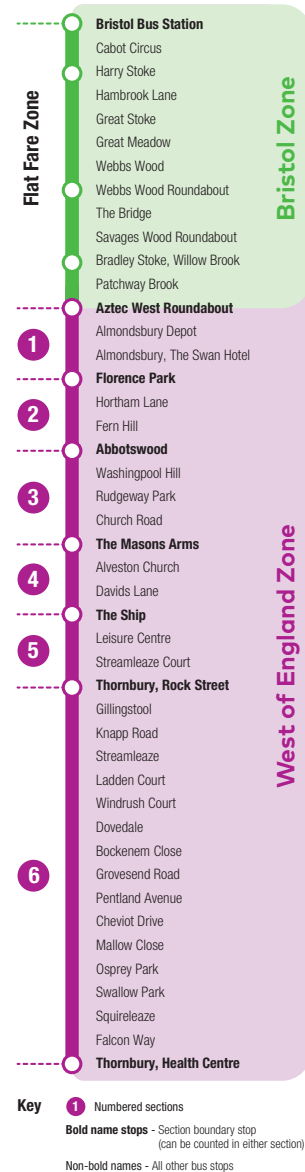 Flat Fare Zone
Bristol Zone
Bristol Bus Station
Cabot Circus
Harry Stoke
Hambrook Lane
Great Stoke
Great Meadow
Webbs Wood
Webbs Wood Roundabout
The Bridge
Savages Wood Roundabout
Bradley Stoke, Willow Brook
Patchway Brook
West of England Zone
Aztec West Roundabout
1
Almondsbury Depot
Almondsbury, The Swan Hotel
Florence Park
2
Hortham Lane
Fern Hill
Abbotswood
3
Washingpool Hill
Rudgeway Park
Church Road
The Masons Arms
4
Alveston Church
Davids Lane
The Ship
5
Leisure Centre
Streamleaze Court
Thornbury, Rock Street
6
Gillingstool
Knapp Road
Streamleaze
Ladden Court
Windrush Court
Dovedale
Bockenem Close
Grovesend Road
Pentland Avenue
Cheviot Drive
Mallow Close
Osprey Park
Swallow Park
Squireleaze
Falcon Way
Thornbury, Health Centre
Key
1 Numbered sections
Bold name stops - Section boundary stop
(can be counted in either section)
Non-bold names - All other bus stops